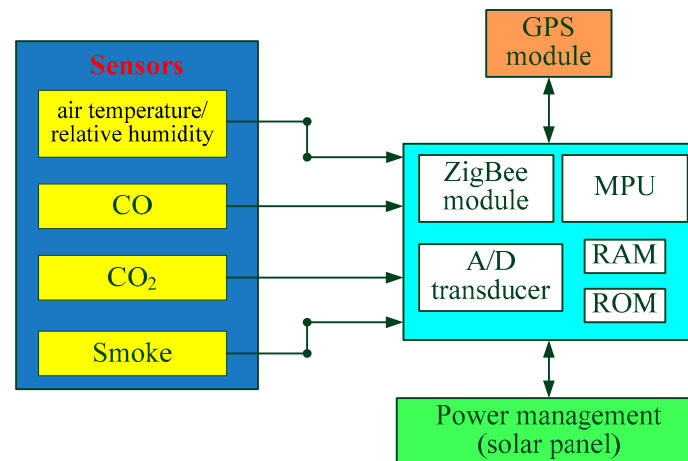 Sensors
air temperature/
relative humidity
CO
CO₂
Smoke
GPS
module
ZigBee
module
MPU
A/D
transducer
RAM
ROM
Power management
(solar panel)